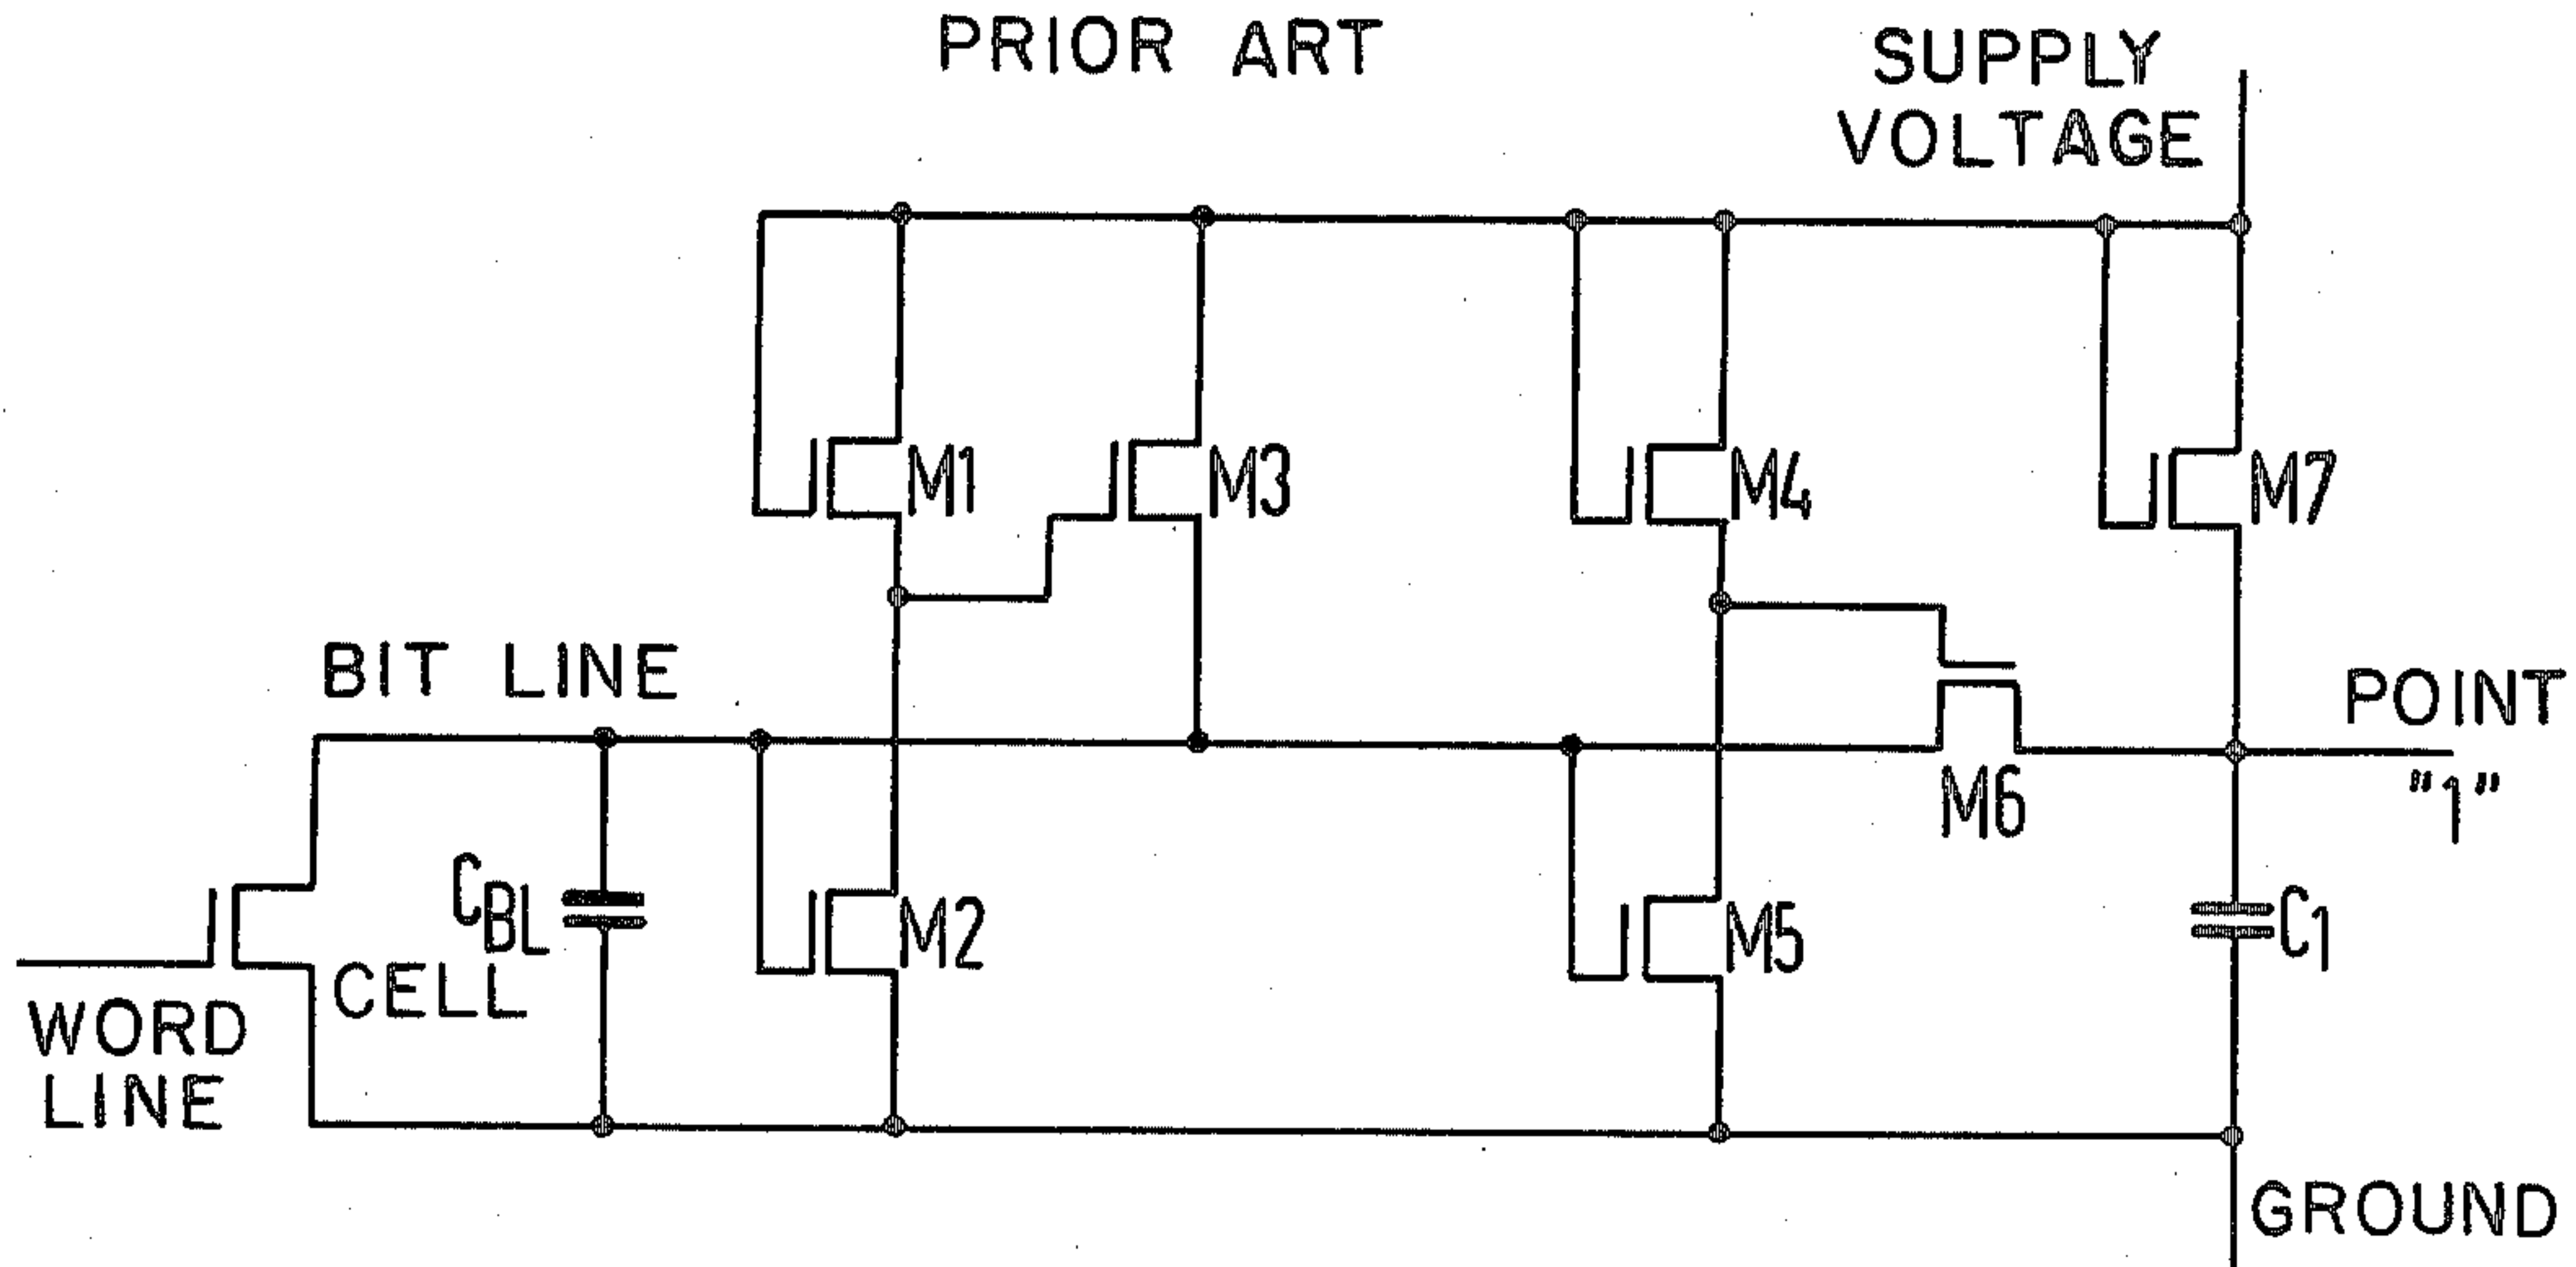 PRIOR ART
SUPPLY
VOLTAGE
M1
M3
M4
M7
BIT LINE
POINT
"1"
M6
CBL
M2
M5
C1
CELL
WORD
LINE
GROUND